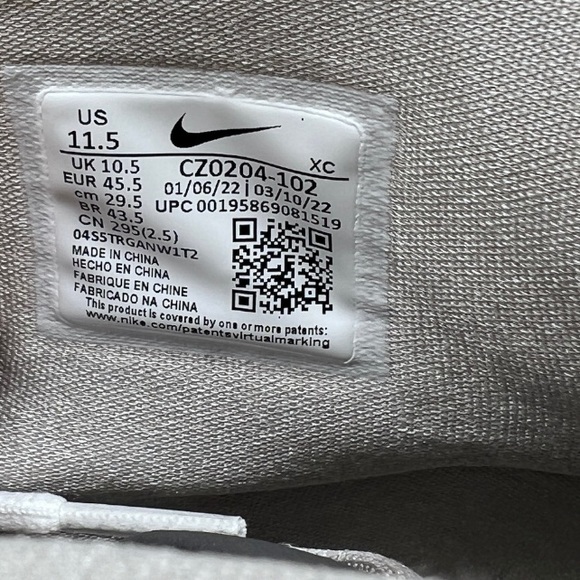 US
11.5
UK 10.5
EUR 45.5
cm 29.5
BR 43.5
CN 295(2.5)
XC
CZ0204-102
01/06/22 | 03/10/22
UPC 00195869081519
04S5TRGANW1T2
MADE IN CHINA
HECHO EN CHINA
FABRIQUE EN CHINE
FABRICADO NA CHINA
This product is covered by one or more patents:
www.nike.com/patentsvirtualmarking